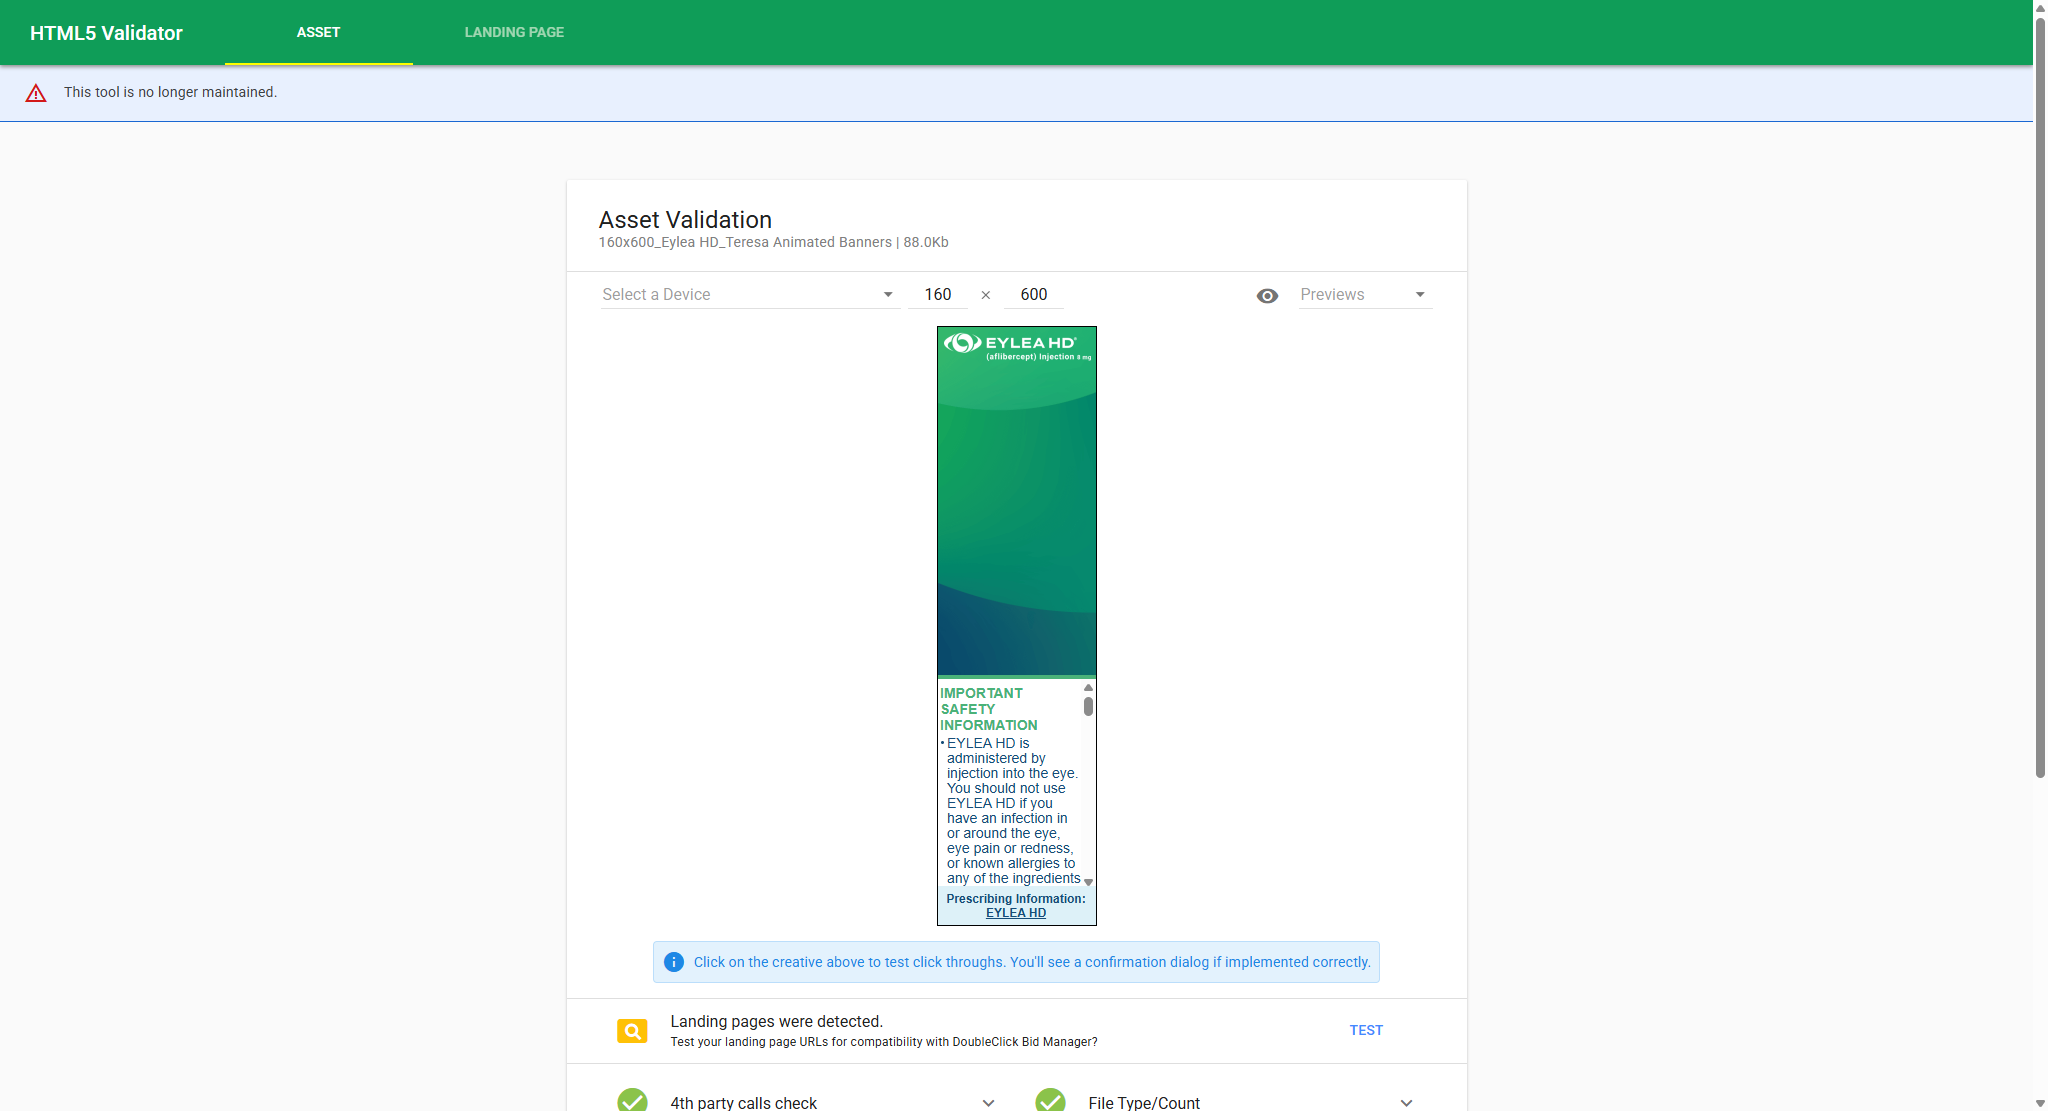 HTML5 Validator
ASSET
LANDING PAGE
This tool is no longer maintained.
Asset Validation
160x600_Eylea HD_Teresa Animated Banners | 88.0Kb
Select a Device
160 × 600
Previews
EYLEA HD®
(aflibercept) Injection 8 mg
IMPORTANT
SAFETY
INFORMATION
• EYLEA HD is
administered by
injection into the eye.
You should not use
EYLEA HD if you
have an infection in
or around the eye,
eye pain or redness,
or known allergies to
any of the ingredients
Prescribing Information:
EYLEA HD
Click on the creative above to test click throughs. You'll see a confirmation dialog if implemented correctly.
Landing pages were detected.
Test your landing page URLs for compatibility with DoubleClick Bid Manager?
TEST
4th party calls check
File Type/Count